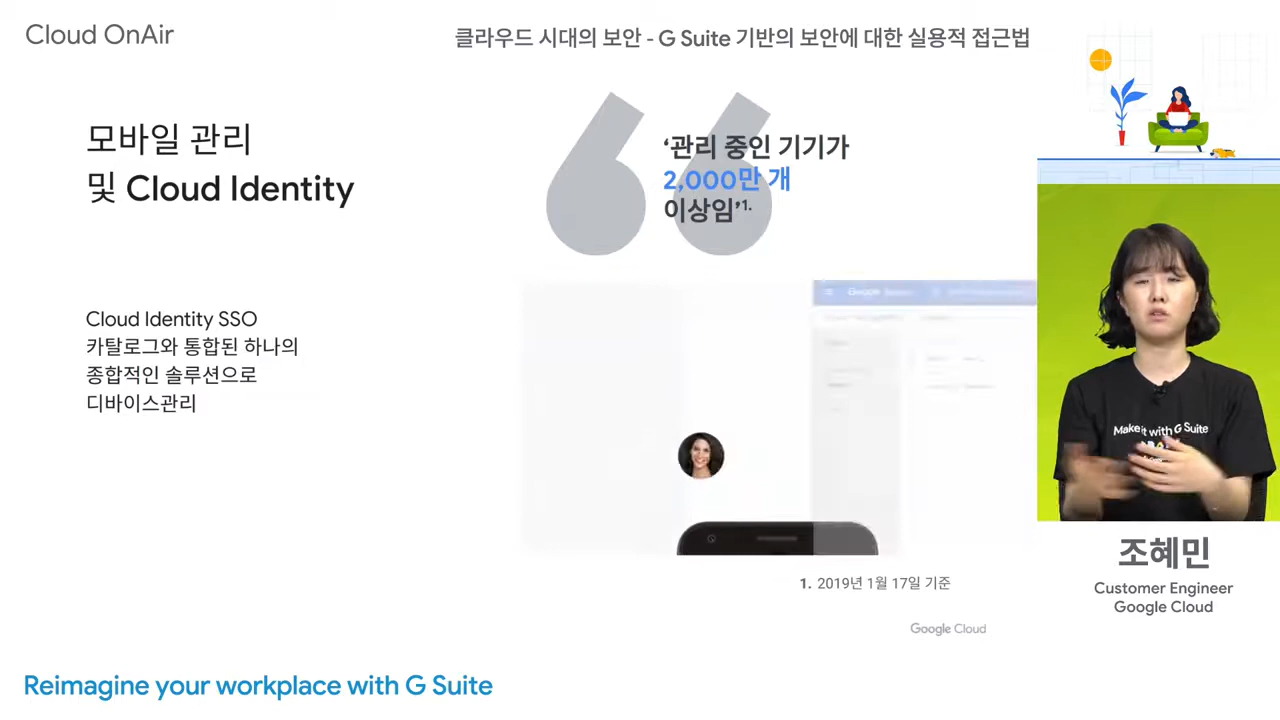 Cloud OnAir
클라우드 시대의 보안 - G Suite 기반의 보안에 대한 실용적 접근법
모바일 관리
및 Cloud Identity
‘관리 중인 기기가
2,000만 개
이상임’1.
Cloud Identity SSO
카탈로그와 통합된 하나의
종합적인 솔루션으로
디바이스관리
Google
Make it with G Suite
1. 2019년 1월 17일 기준
Google Cloud
조혜민
Customer Engineer
Google Cloud
Reimagine your workplace with G Suite